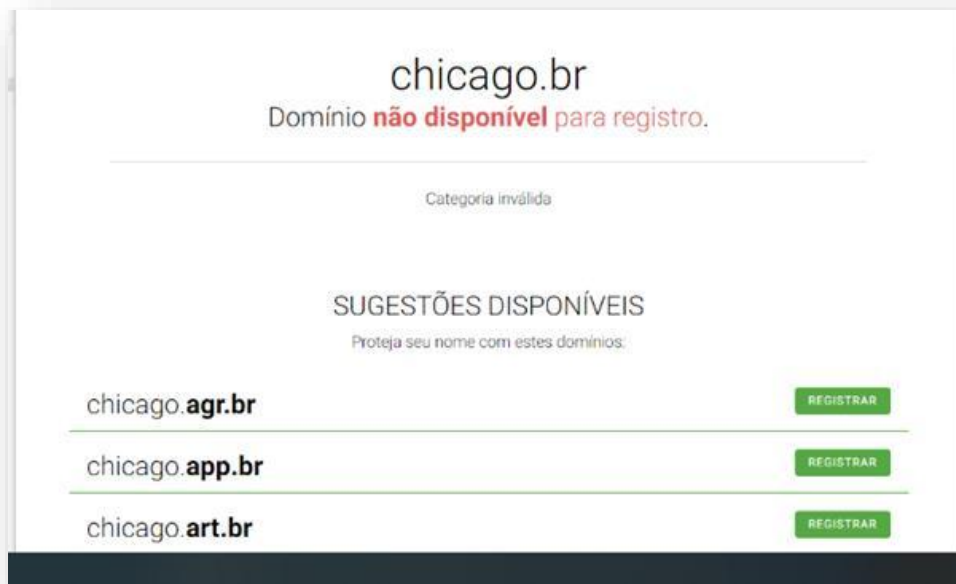 chicago.br
Domínio não disponível para registro.
Categoria inválida
SUGESTÕES DISPONÍVEIS
Proteja seu nome com estes domínios:
chicago.agr.br REGISTRAR
chicago.app.br REGISTRAR
chicago.art.br REGISTRAR